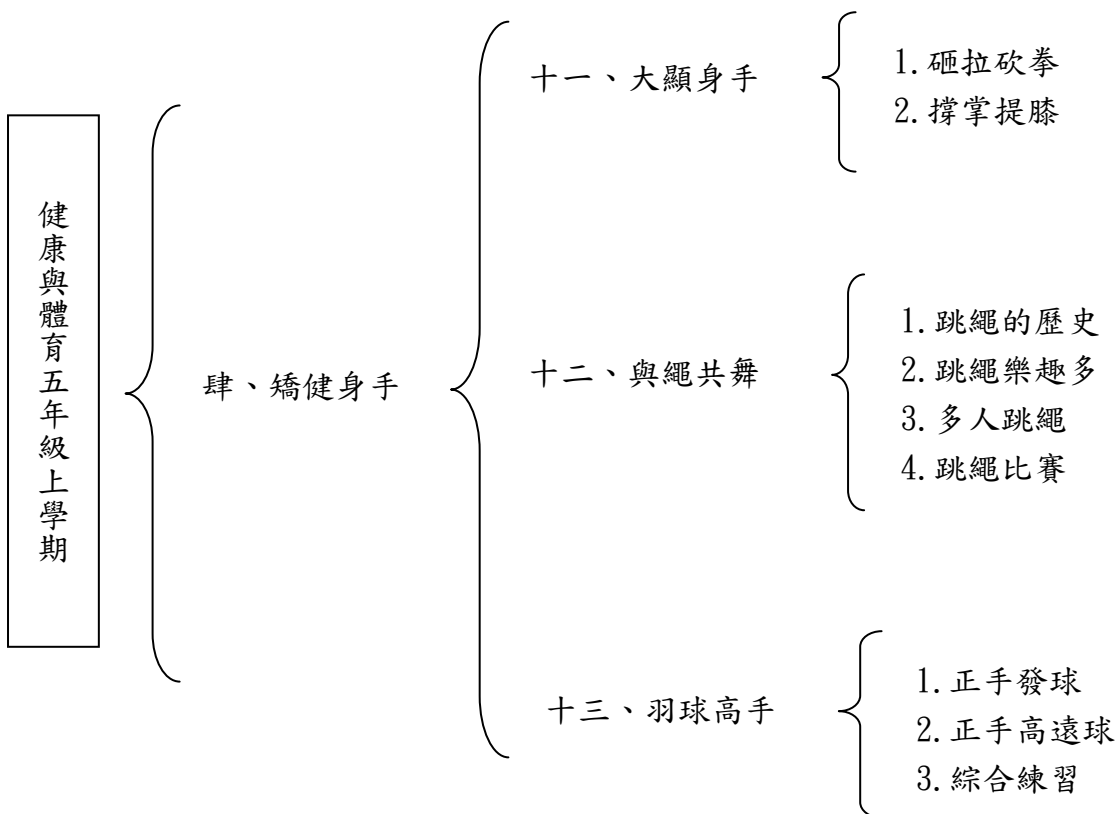 健康與體育五年級上學期
肆、矯健身手
十一、大顯身手
1.砸拉砍拳
2.撐掌提膝
十二、與繩共舞
1.跳繩的歷史
2.跳繩樂趣多
3.多人跳繩
4.跳繩比賽
十三、羽球高手
1.正手發球
2.正手高遠球
3.綜合練習